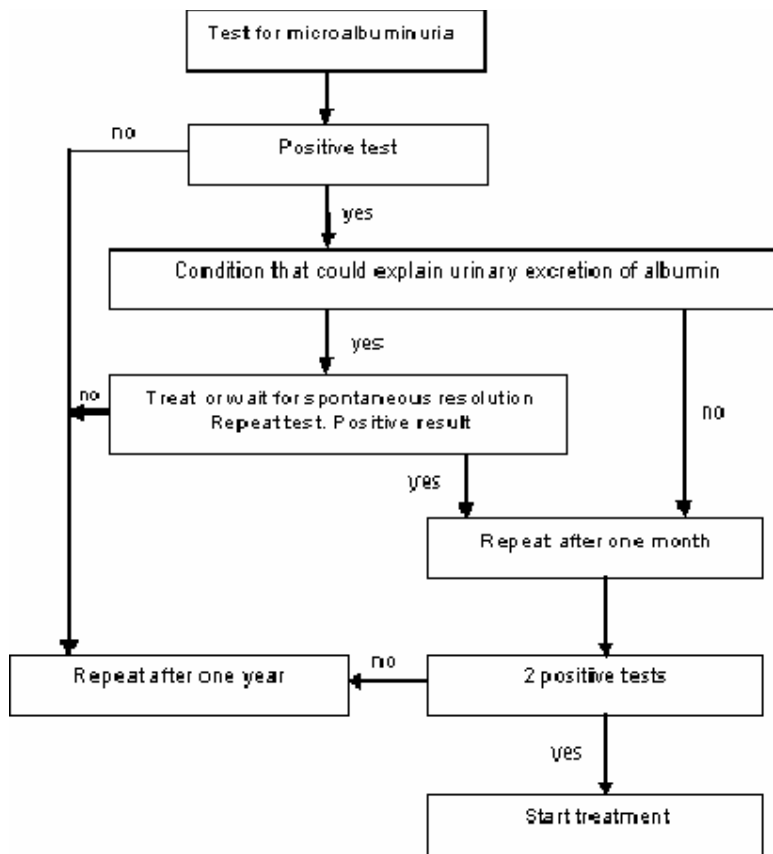 Test for microalbuminuria
no
Positive test
yes
Condition that could explain urinary excretion of albumin
yes
no
Treat or wait for spontaneous resolution
Repeat test. Positive result
no
yes
Repeat after one month
Repeat after one year
no
2 positive tests
yes
Start treatment